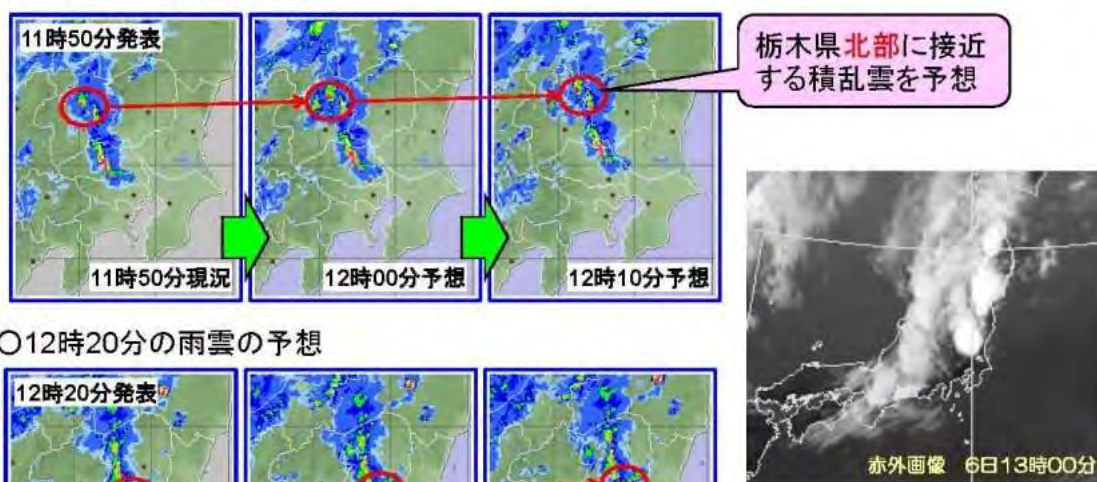 11時50分発表
栃木県北部に接近
する積乱雲を予想
11時50分現況
12時00分予想
12時10分予想
〇12時20分の雨雲の予想
12時20分発表
赤外画像 6日13時00分